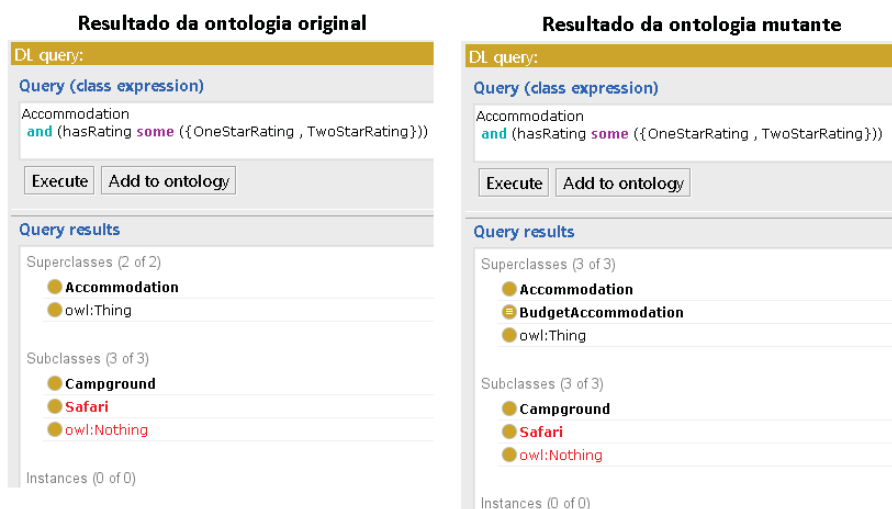 Resultado da ontologia original
DL query:
Query (class expression)
Accommodation
and (hasRating some ({OneStarRating , TwoStarRating}))
Execute
Add to ontology
Query results
Superclasses (2 of 2)
Accommodation
owl:Thing
Subclasses (3 of 3)
Campground
Safari
owl:Nothing
Instances (0 of 0)
Resultado da ontologia mutante
DL query:
Query (class expression)
Accommodation
and (hasRating some ({OneStarRating , TwoStarRating}))
Execute
Add to ontology
Query results
Superclasses (3 of 3)
Accommodation
BudgetAccommodation
owl:Thing
Subclasses (3 of 3)
Campground
Safari
owl:Nothing
Instances (0 of 0)